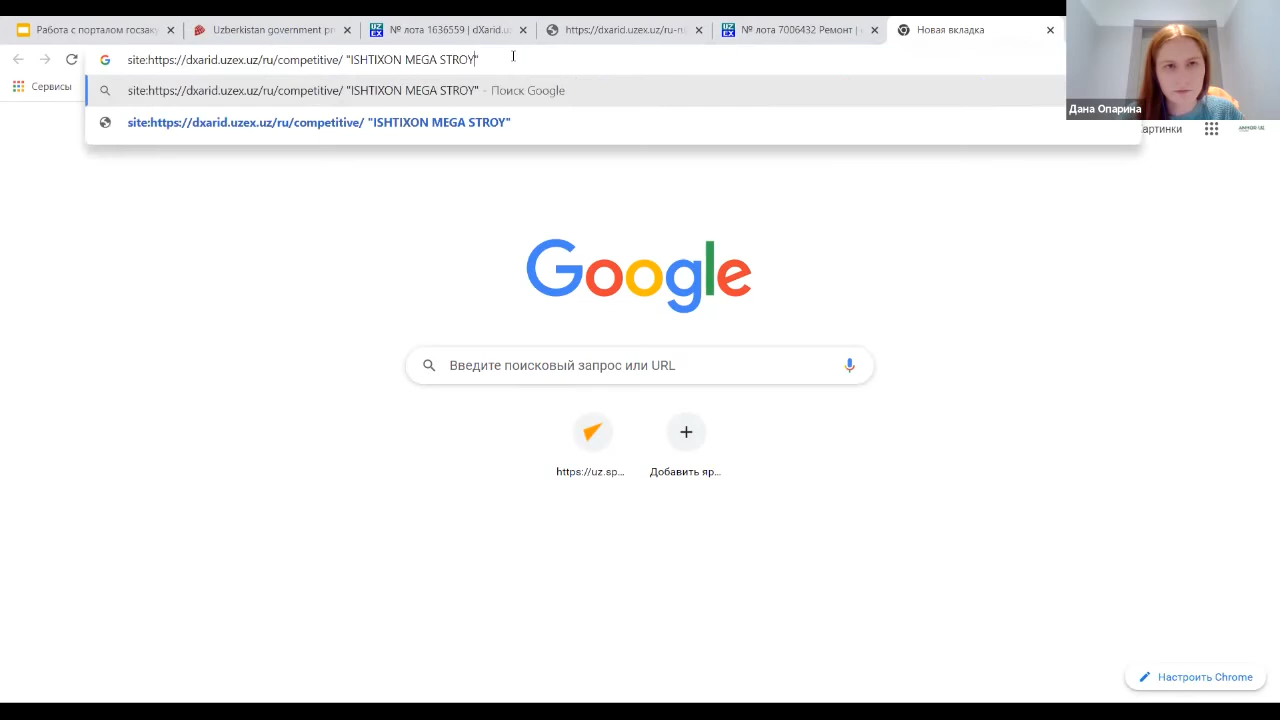 Работа с порталом госзаку
Uzberkistan government pr
№ лота 16365595 Dxarid.u
https://dxarid.uzex.uz/ru-ru
№ лота 7006432 Ремонт |
Новая вкладка
site:https://dxarid.uzex.uz/ru/competitive/ "ISHTIXON MEGA STROY"
Сервисы
site:https://dxarid.uzex.uz/ru/competitive/ "ISHTIXON MEGA STROY" - Поиск Google
site:https://dxarid.uzex.uz/ru/competitive/ "ISHTIXON MEGA STROY"
Дана Опарина
артинки
Google
Введите поисковый запрос или URL
https://uz.sp...
Добавить яр...
Настроить Chrome